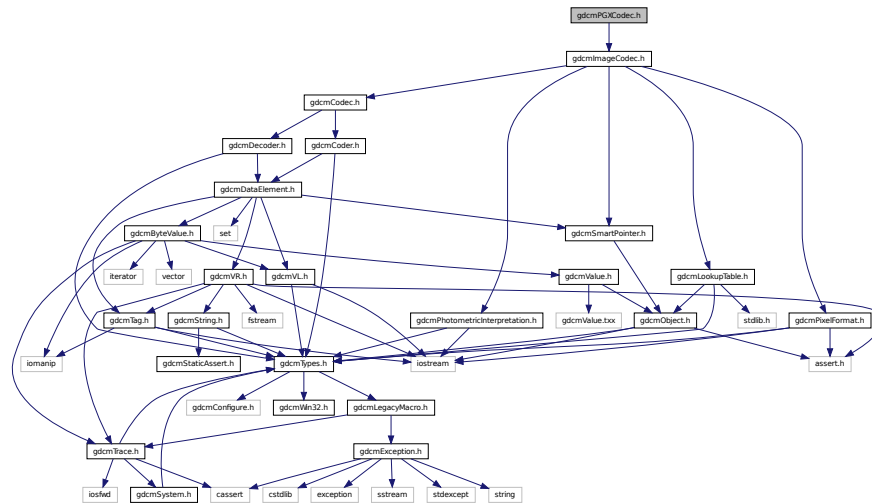 gdcmPGXCodec.h
gdcmImageCodec.h
gdcmCodec.h
gdcmDecoder.h
gdcmCoder.h
gdcmDataElement.h
gdcmByteValue.h
set
gdcmSmartPointer.h
iterator
vector
gdcmVR.h
gdcmVL.h
gdcmValue.h
gdcmLookupTable.h
gdcmTag.h
gdcmString.h
fstream
gdcmPhotometricInterpretation.h
gdcmValue.txx
gdcmObject.h
stdlib.h
gdcmPixelFormat.h
iomanip
gdcmStaticAssert.h
gdcmTypes.h
iostream
assert.h
gdcmConfigure.h
gdcmWin32.h
gdcmLegacyMacro.h
gdcmTrace.h
gdcmException.h
iosfwd
gdcmSystem.h
cassert
cstdlib
exception
sstream
stdexcept
string